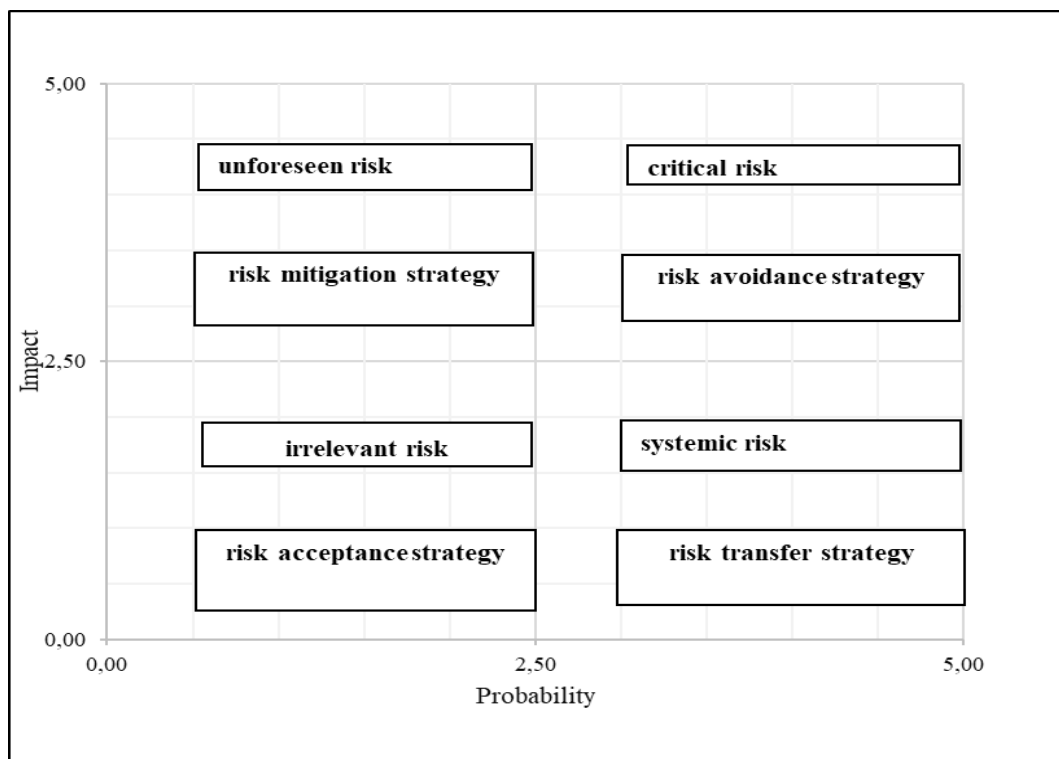 5,00
unforeseen risk
critical risk
risk mitigation strategy
risk avoidance strategy
Impact
2,50
irrelevant risk
systemic risk
risk acceptance strategy
risk transfer strategy
0,00
0,00
2,50
5,00
Probability